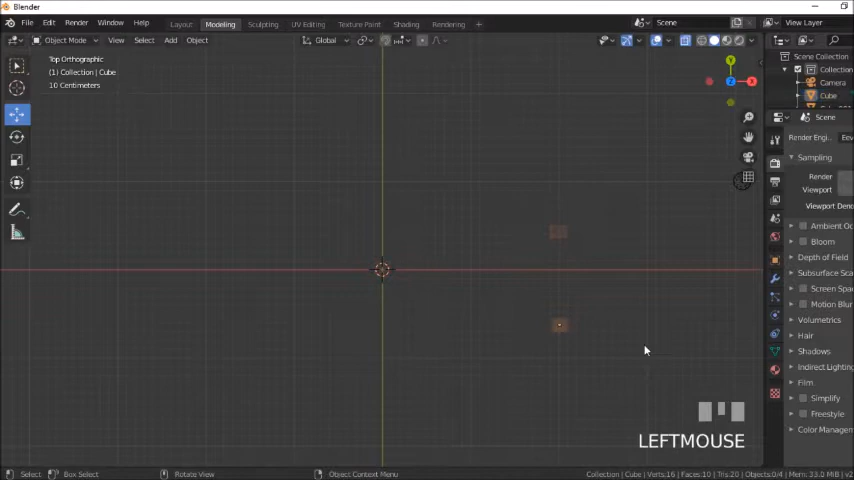 Blender
File Edit Render Window Help Layout Modeling Sculpting UV Editing Texture Paint Shading Rendering + Scene View Layer
Object Mode View Select Add Object Global
Top Orthographic
(1) Collection | Cube
10 Centimeters
Y
X
Z
Scene Collection
Collection
Camera
Cube
Scene
Render Engi..
Sampling
Render
Viewport
Viewport Deno
Ambient Oc
Bloom
Depth of Field
Subsurface Sca
Screen Spa
Motion Blur
Volumetrics
Hair
Shadows
Indirect Lighting
Film
Simplify
Freestyle
Color Managem
LEFTMOUSE
Select Box Select Rotate View Object Context Menu Collection | Cube | Verts:16 | Faces:10 | Tris:20 | Objects:0/4 | Mem: 33.0 MiB | v2